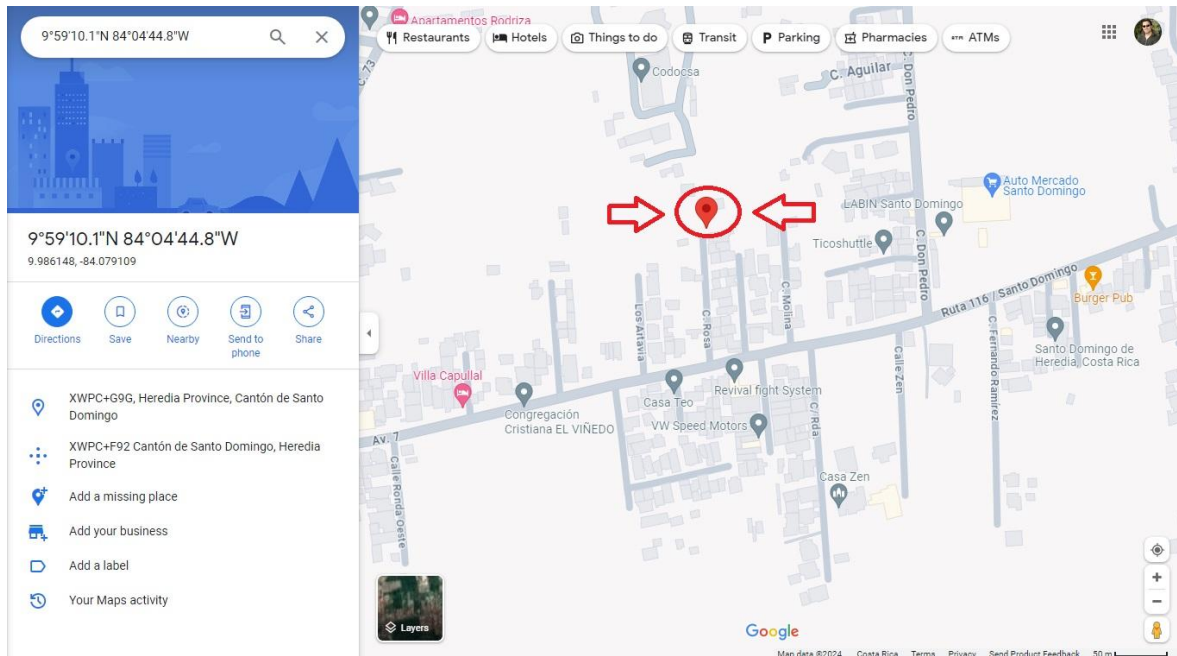 9°59'10.1"N 84°04'44.8"W
9°59'10.1"N 84°04'44.8"W
9.986148, -84.079109
Directions
Save
Nearby
Send to
phone
Share
XWPC+G9G, Heredia Province, Cantón de Santo
Domingo
XWPC+F92 Cantón de Santo Domingo, Heredia
Province
Add a missing place
Add your business
Add a label
Your Maps activity
Apartamentos Rodriza
Restaurants
Hotels
Things to do
Transit
P Parking
Pharmacies
ATM ATMs
C. 73
Codocsa
C. Aguilar
C. Don Pedro
Auto Mercado
Santo Domingo
LABIN Santo Domingo
Ticoshuttle
C. Don Pedro
Ruta 116 / Santo Domingo
Burger Pub
C. Molina
C. Rosa
Los Artavia
Calle Zen
C. Fernando Ramírez
Santo Domingo de
Heredia, Costa Rica
Villa Capullal
Congregación
Cristiana EL VIÑEDO
Casa Teo
Revival fight System
VW Speed Motors
C. Rda.
Av. 7
Calle Ronda Oeste
Casa Zen
Layers
Google
Map data ©2024
Costa Rica
Terms
Privacy
Send Product Feedback
50 m